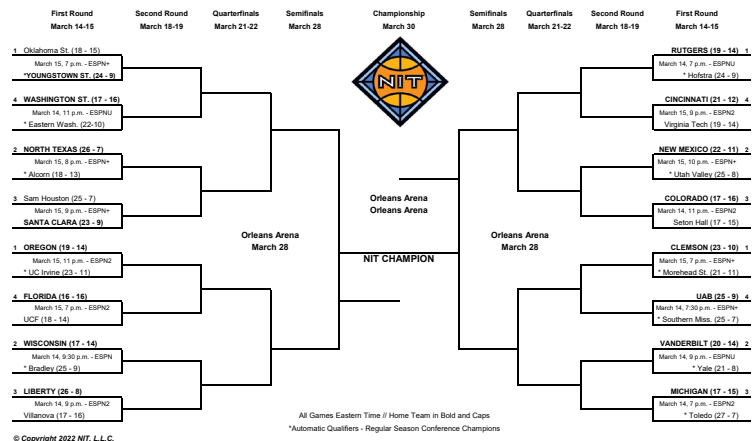 First Round Second Round Quarterfinals Semifinals Championship Semifinals Quarterfinals Second Round First Round
March 14-15 March 18-19 March 21-22 March 28 March 30 March 28 March 21-22 March 18-19 March 14-15
NIT
1 Oklahoma St. (18 - 15)
March 15, 7 p.m. - ESPN+
*YOUNGSTOWN ST. (24 - 9)
4 WASHINGTON ST. (17 - 16)
March 14, 11 p.m. - ESPNU
* Eastern Wash. (22-10)
2 NORTH TEXAS (26 - 7)
March 15, 8 p.m. - ESPN+
* Alcorn (18 - 13)
3 Sam Houston (25 - 7)
March 15, 9 p.m. - ESPN+
SANTA CLARA (23 - 9)
1 OREGON (19 - 14)
March 15, 11 p.m. - ESPN2
* UC Irvine (23 - 11)
4 FLORIDA (16 - 16)
March 15, 7 p.m. - ESPN2
UCF (18 - 14)
2 WISCONSIN (17 - 14)
March 14, 9:30 p.m. - ESPN
* Bradley (25 - 9)
3 LIBERTY (26 - 8)
March 14, 9 p.m. - ESPN2
Villanova (17 - 16)
Orleans Arena
March 28
Orleans Arena
Orleans Arena
NIT CHAMPION
Orleans Arena
March 28
RUTGERS (19 - 14) 1
March 14, 7 p.m. - ESPNU
* Hofstra (24 - 9)
CINCINNATI (21 - 12) 4
March 15, 9 p.m. - ESPN2
Virginia Tech (19 - 14)
NEW MEXICO (22 - 11) 2
March 15, 10 p.m. - ESPN+
* Utah Valley (25 - 8)
COLORADO (17 - 16) 3
March 14, 11 p.m. - ESPN2
Seton Hall (17 - 15)
CLEMSON (23 - 10) 1
March 15, 7 p.m. - ESPN+
* Morehead St. (21 - 11)
UAB (25 - 9) 4
March 14, 7:30 p.m. - ESPN+
* Southern Miss. (25 - 7)
VANDERBILT (20 - 14) 2
March 14, 9 p.m. - ESPNU
* Yale (21 - 8)
MICHIGAN (17 - 15) 3
March 14, 7 p.m. - ESPN2
* Toledo (27 - 7)
All Games Eastern Time // Home Team in Bold and Caps
*Automatic Qualifiers - Regular Season Conference Champions
© Copyright 2022 NIT, L.L.C.